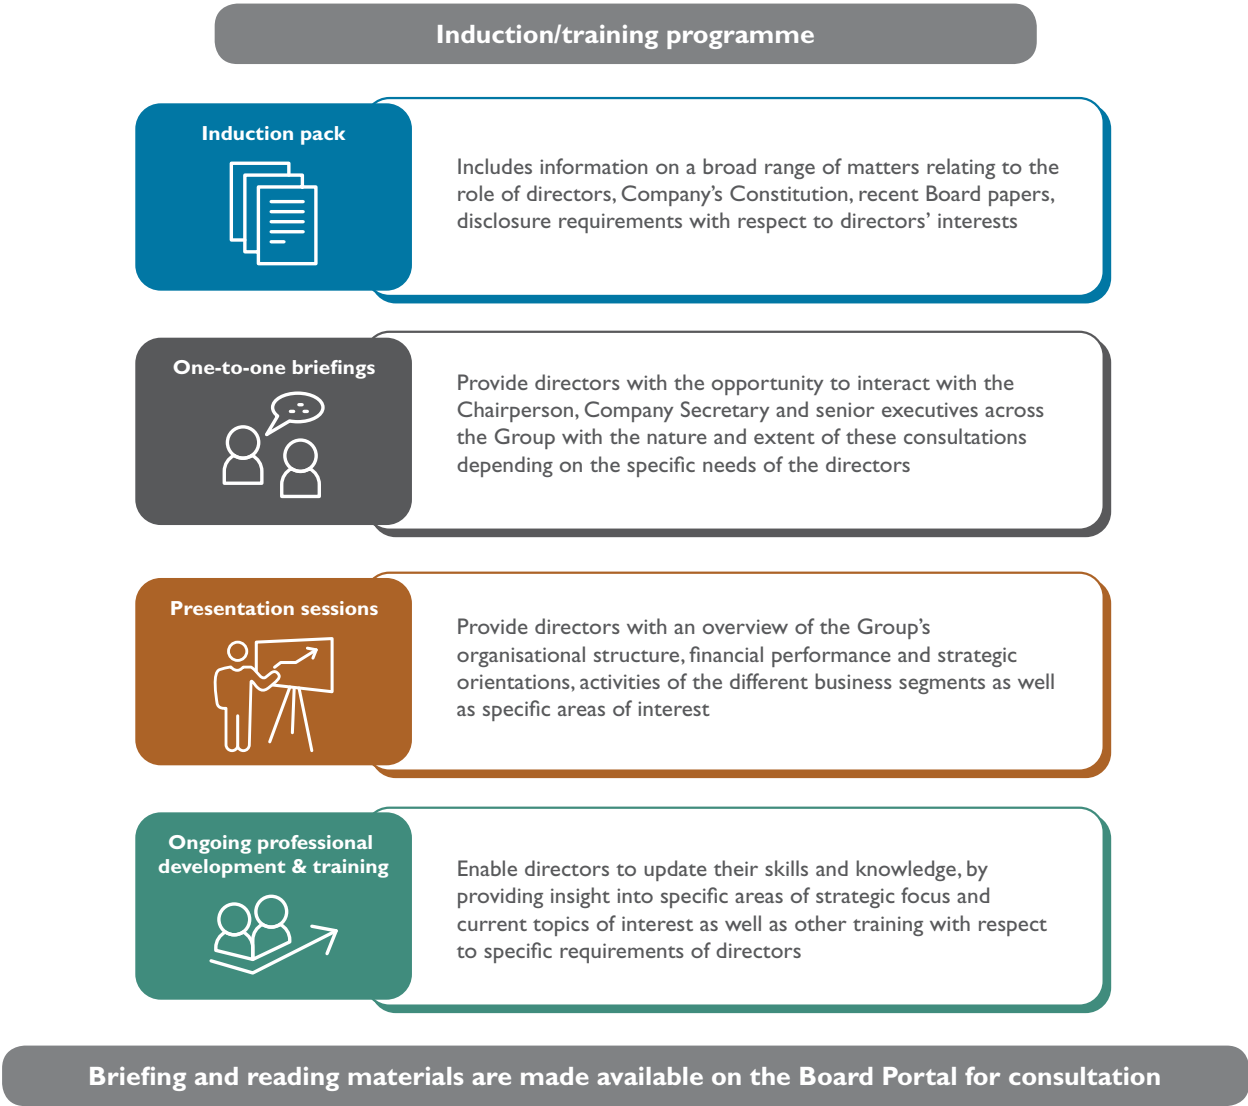 Induction/training programme
Induction pack
Includes information on a broad range of matters relating to the
role of directors, Company’s Constitution, recent Board papers,
disclosure requirements with respect to directors’ interests
One-to-one briefings
Provide directors with the opportunity to interact with the
Chairperson, Company Secretary and senior executives across
the Group with the nature and extent of these consultations
depending on the specific needs of the directors
Presentation sessions
Provide directors with an overview of the Group’s
organisational structure, financial performance and strategic
orientations, activities of the different business segments as well
as specific areas of interest
Ongoing professional
development & training
Enable directors to update their skills and knowledge, by
providing insight into specific areas of strategic focus and
current topics of interest as well as other training with respect
to specific requirements of directors
Briefing and reading materials are made available on the Board Portal for consultation